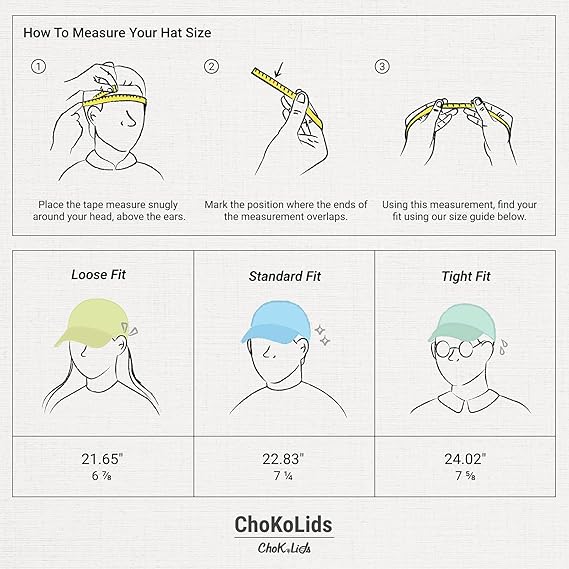 How To Measure Your Hat Size
1
2
3
Place the tape measure snugly
around your head, above the ears.
Mark the position where the ends of
the measurement overlaps.
Using this measurement, find your
fit using our size guide below.
Loose Fit
Standard Fit
Tight Fit
21.65"
6 ⅞
22.83"
7 ¼
24.02"
7 ⅝
ChoKoLids
ChoKoLids